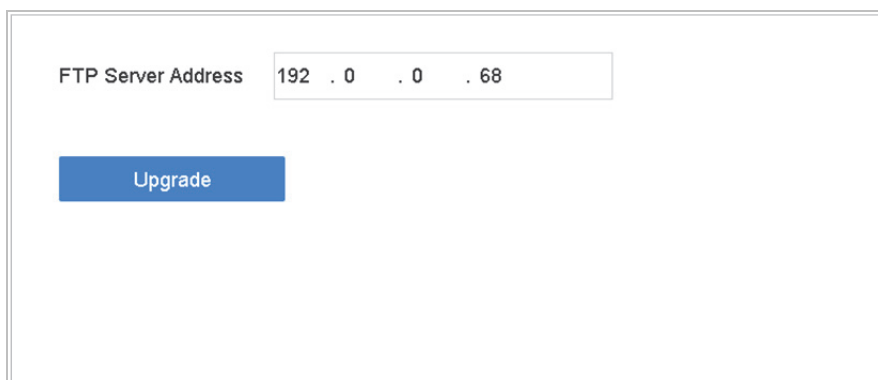 FTP Server Address 192 . 0 . 0 . 68
Upgrade